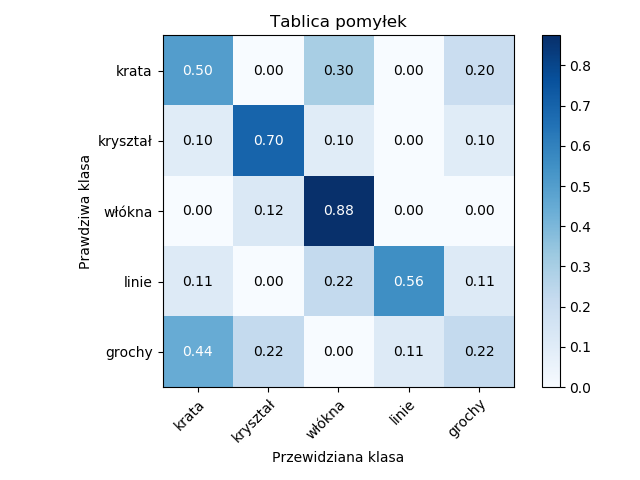 Tablica pomyłek
Prawdziwa klasa
krata 0.50 0.00 0.30 0.00 0.20
kryształ 0.10 0.70 0.10 0.00 0.10
włókna 0.00 0.12 0.88 0.00 0.00
linie 0.11 0.00 0.22 0.56 0.11
grochy 0.44 0.22 0.00 0.11 0.22
krata kryształ włókna linie grochy
Przewidziana klasa
0.8
0.7
0.6
0.5
0.4
0.3
0.2
0.1
0.0